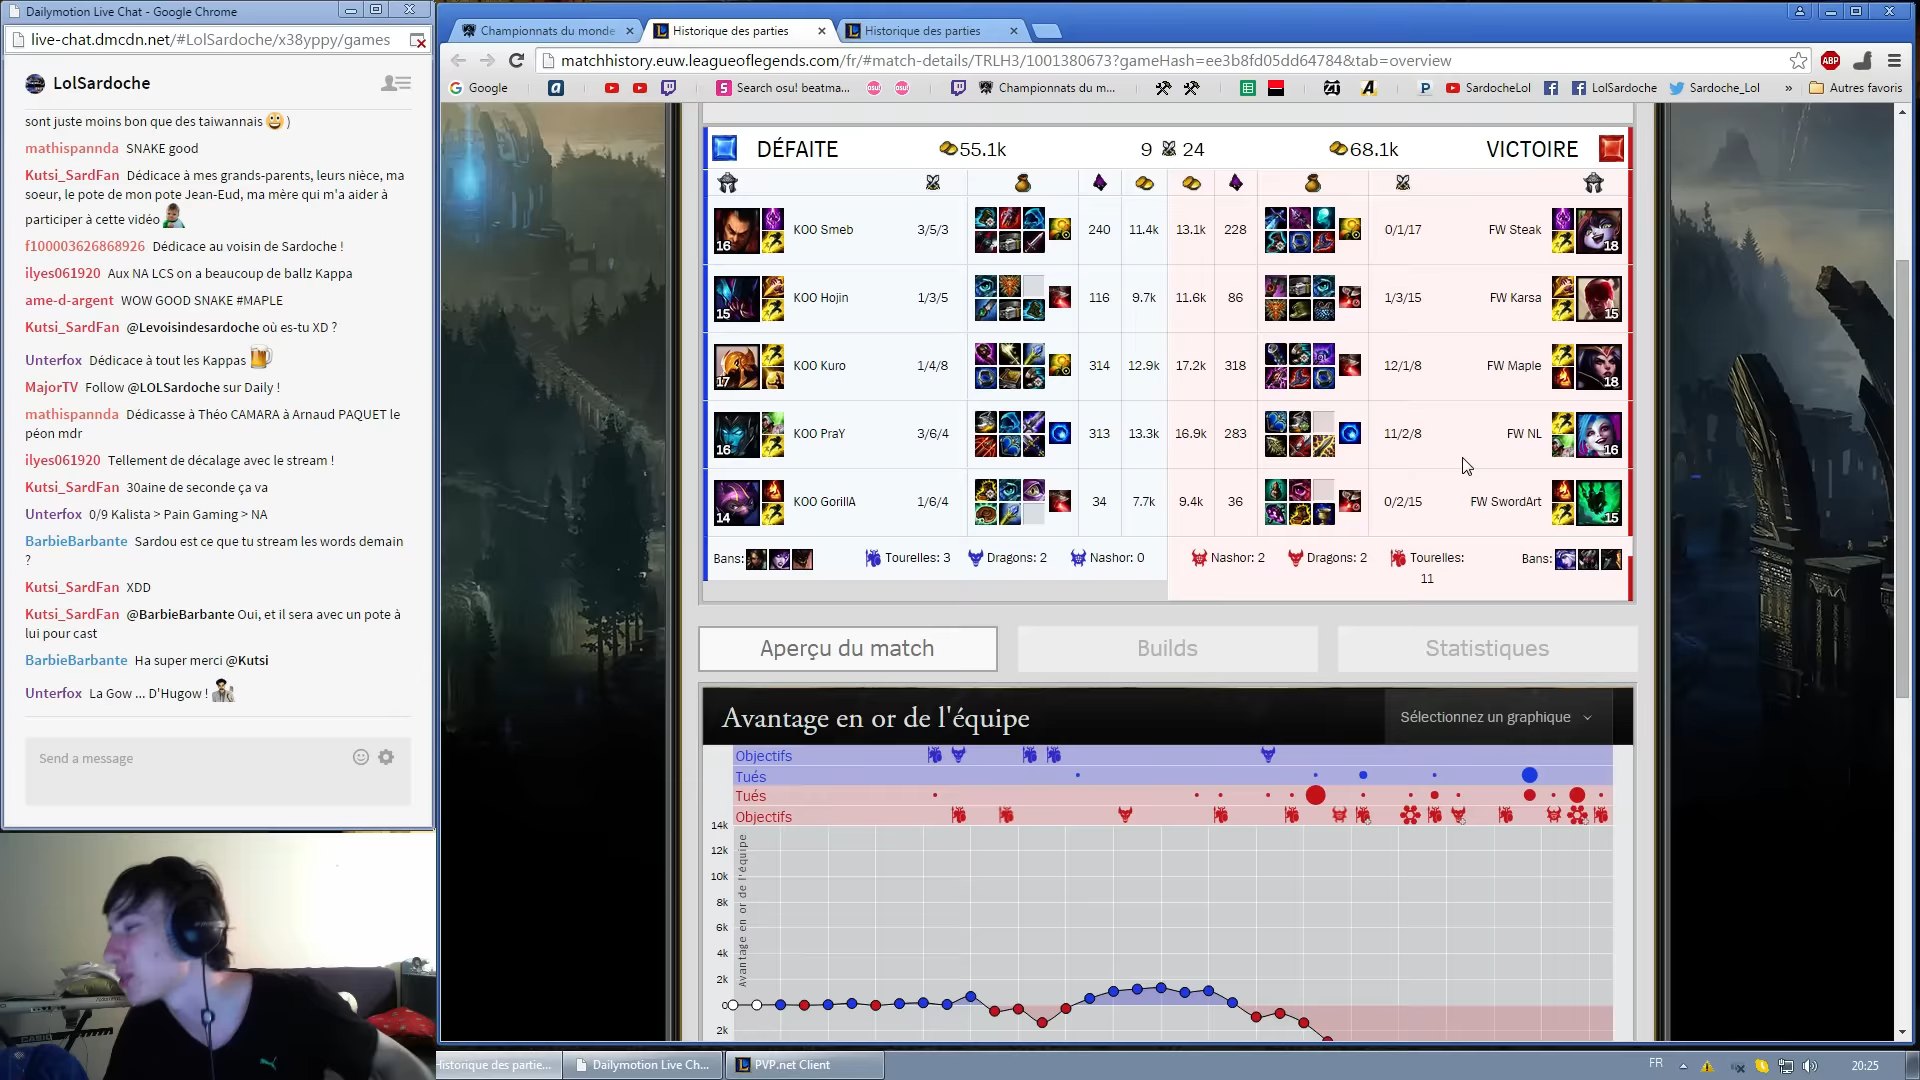 Dailymotion Live Chat - Google Chrome
live-chat.dmcdn.net/#LolSardoche/x38yppy/games
LolSardoche
sont juste moins bon que des taiwannais )
mathispannda SNAKE good
Kutsi_SardFan Dédicace à mes grands-parents, leurs nièce, ma
soeur, le pote de mon pote Jean-Eud, ma mère qui m'a aider à
participer à cette vidéo
f100003626868926 Dédicace au voisin de Sardoche !
ilyes061920 Aux NA LCS on a beaucoup de ballz Kappa
ame-d-argent WOW GOOD SNAKE #MAPLE
Kutsi_SardFan @Levoisindesardoche où es-tu XD ?
Unterfox Dédicace à tout les Kappas
MajorTV Follow @LOLSardoche sur Daily !
mathispannda Dédicasse à Théo CAMARA à Arnaud PAQUET le
péon mdr
ilyes061920 Tellement de décalage avec le stream !
Kutsi_SardFan 30aine de seconde ça va
Unterfox 0/9 Kalista > Pain Gaming > NA
BarbieBarbante Sardou est ce que tu stream les words demain
?
Kutsi_SardFan XDD
Kutsi_SardFan @BarbieBarbante Oui, et il sera avec un pote à
lui pour cast
BarbieBarbante Ha super merci @Kutsi
Unterfox La Gow ... D'Hugow !
Send a message
Championnats du monde
Historique des parties
Historique des parties
matchhistory.euw.leagueoflegends.com/fr/#match-details/TRLH3/1001380673?gameHash=ee3b8fd05dd64784&tab=overview
ABP
Google
Search osu! beatma...
Championnats du m...
SardocheLol
LolSardoche
Sardoche_Lol
»
Autres favoris
DÉFAITE 55.1k 9 24 68.1k VICTOIRE
16 KOO Smeb 3/5/3 240 11.4k 13.1k 228 0/1/17 FW Steak 18
15 KOO Hojin 1/3/5 116 9.7k 11.6k 86 1/3/15 FW Karsa 15
17 KOO Kuro 1/4/8 314 12.9k 17.2k 318 12/1/8 FW Maple 18
16 KOO PraY 3/6/4 313 13.3k 16.9k 283 11/2/8 FW NL 16
14 KOO GorillA 1/6/4 34 7.7k 9.4k 36 0/2/15 FW SwordArt 15
Bans: Tourelles: 3 Dragons: 2 Nashor: 0 Nashor: 2 Dragons: 2 Tourelles: Bans:
11
Aperçu du match
Builds
Statistiques
Avantage en or de l'équipe
Sélectionnez un graphique
Objectifs
Tués
Tués
Objectifs
14k
12k
10k
8k
6k
4k
2k
0
2k
Avantage en or de l'équipe
CASIO
Historique des partie...
Dailymotion Live Ch...
PVP.net Client
FR
20:25